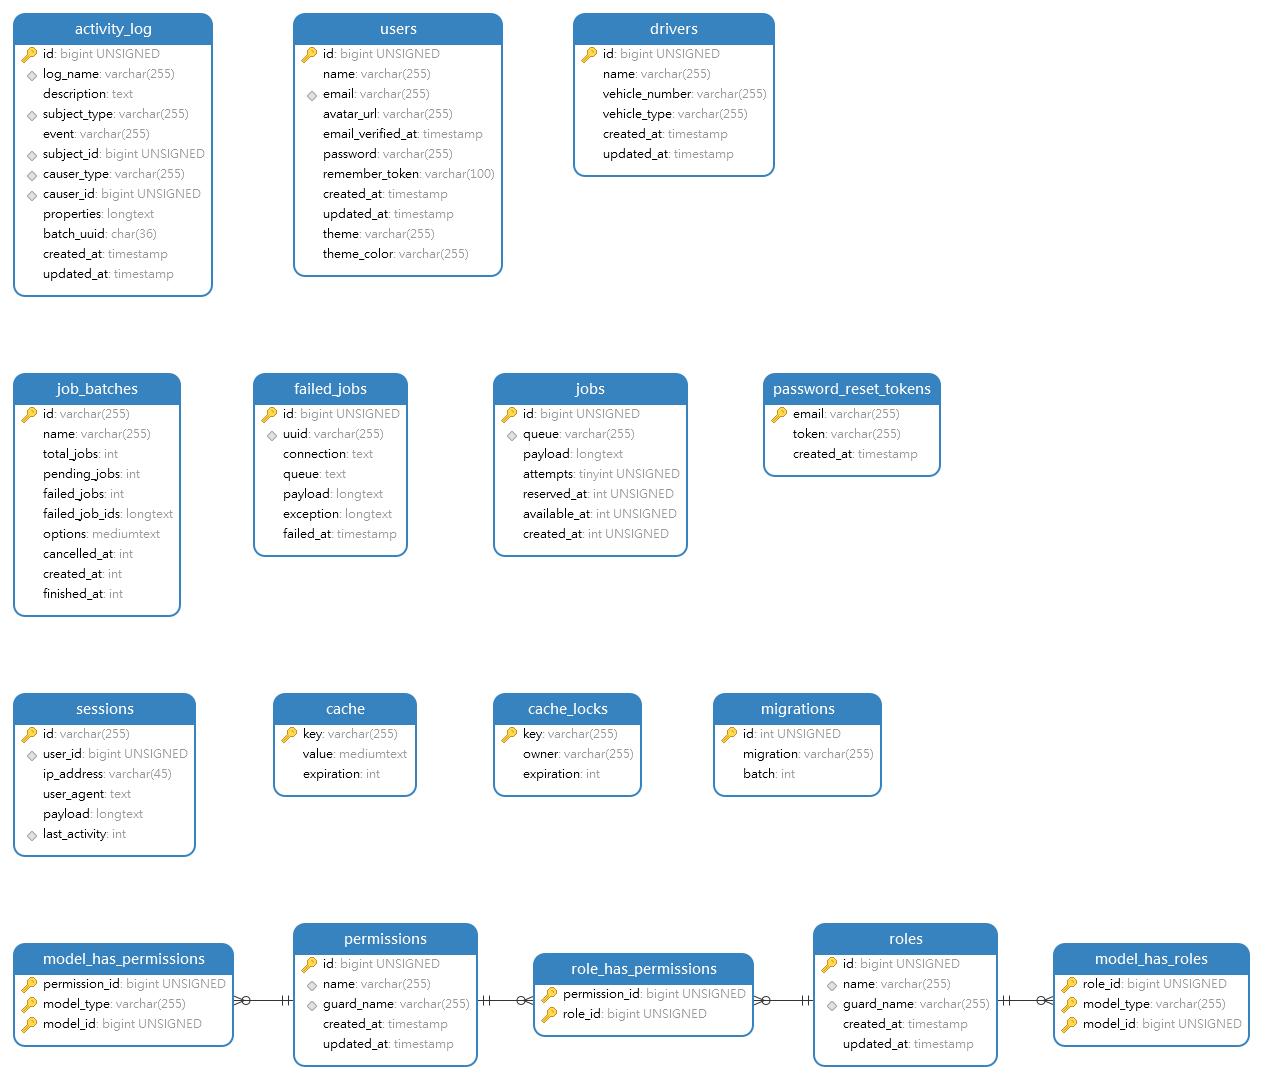 activity_log
id: bigint UNSIGNED
log_name: varchar(255)
description: text
subject_type: varchar(255)
event: varchar(255)
subject_id: bigint UNSIGNED
causer_type: varchar(255)
causer_id: bigint UNSIGNED
properties: longtext
batch_uuid: char(36)
created_at: timestamp
updated_at: timestamp
users
id: bigint UNSIGNED
name: varchar(255)
email: varchar(255)
avatar_url: varchar(255)
email_verified_at: timestamp
password: varchar(255)
remember_token: varchar(100)
created_at: timestamp
updated_at: timestamp
theme: varchar(255)
theme_color: varchar(255)
drivers
id: bigint UNSIGNED
name: varchar(255)
vehicle_number: varchar(255)
vehicle_type: varchar(255)
created_at: timestamp
updated_at: timestamp
job_batches
id: varchar(255)
name: varchar(255)
total_jobs: int
pending_jobs: int
failed_jobs: int
failed_job_ids: longtext
options: mediumtext
cancelled_at: int
created_at: int
finished_at: int
failed_jobs
id: bigint UNSIGNED
uuid: varchar(255)
connection: text
queue: text
payload: longtext
exception: longtext
failed_at: timestamp
jobs
id: bigint UNSIGNED
queue: varchar(255)
payload: longtext
attempts: tinyint UNSIGNED
reserved_at: int UNSIGNED
available_at: int UNSIGNED
created_at: int UNSIGNED
password_reset_tokens
email: varchar(255)
token: varchar(255)
created_at: timestamp
sessions
id: varchar(255)
user_id: bigint UNSIGNED
ip_address: varchar(45)
user_agent: text
payload: longtext
last_activity: int
cache
key: varchar(255)
value: mediumtext
expiration: int
cache_locks
key: varchar(255)
owner: varchar(255)
expiration: int
migrations
id: int UNSIGNED
migration: varchar(255)
batch: int
model_has_permissions
permission_id: bigint UNSIGNED
model_type: varchar(255)
model_id: bigint UNSIGNED
permissions
id: bigint UNSIGNED
name: varchar(255)
guard_name: varchar(255)
created_at: timestamp
updated_at: timestamp
role_has_permissions
permission_id: bigint UNSIGNED
role_id: bigint UNSIGNED
roles
id: bigint UNSIGNED
name: varchar(255)
guard_name: varchar(255)
created_at: timestamp
updated_at: timestamp
model_has_roles
role_id: bigint UNSIGNED
model_type: varchar(255)
model_id: bigint UNSIGNED